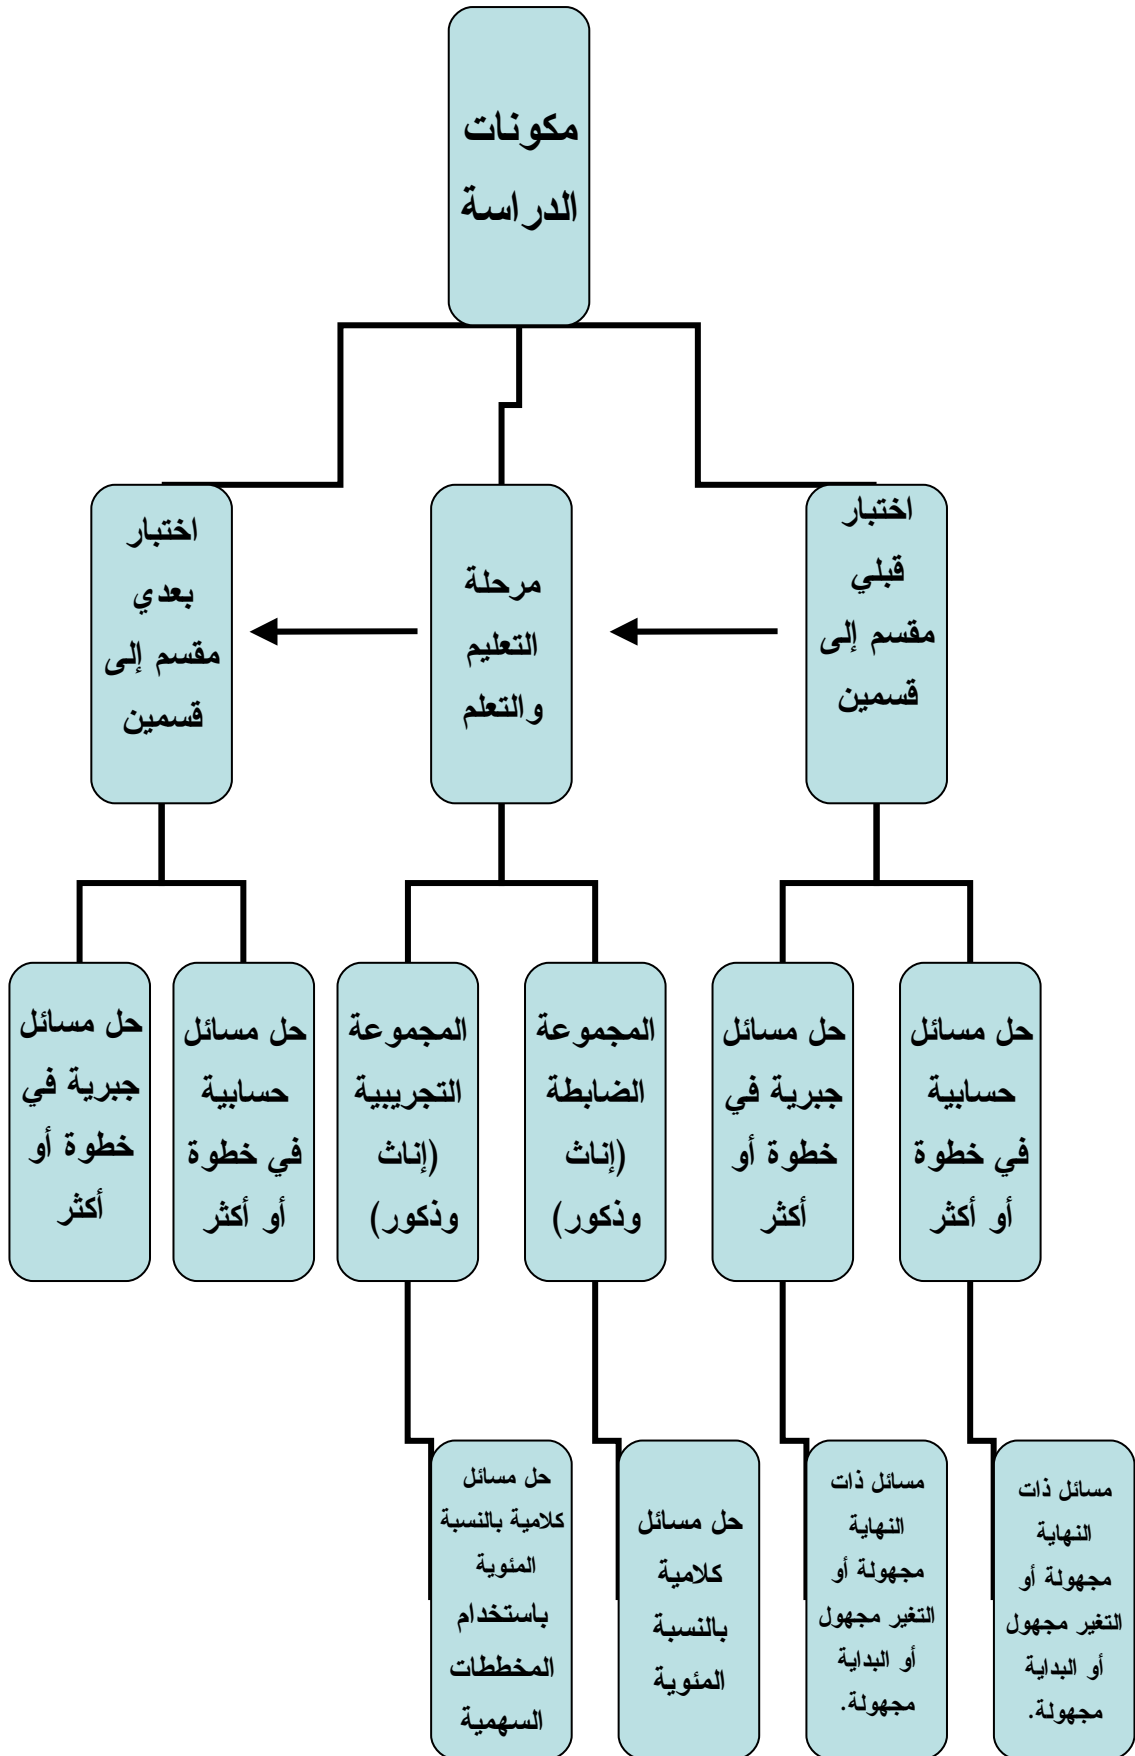 مكونات
الدراسة
اختبار
قبلي
مقسم إلى
قسمين
مرحلة
التعليم
والتعلم
اختبار
بعدي
مقسم إلى
قسمين
حل مسائل
حسابية
في خطوة
أو أكثر
حل مسائل
جبرية في
خطوة أو
أكثر
المجموعة
الضابطة
(إناث
وذكور)
المجموعة
التجريبية
(إناث
وذكور)
حل مسائل
حسابية
في خطوة
أو أكثر
حل مسائل
جبرية في
خطوة أو
أكثر
مسائل ذات
النهاية
مجهولة أو
التغير مجهول
أو البداية
مجهولة.
مسائل ذات
النهاية
مجهولة أو
التغير مجهول
أو البداية
مجهولة.
حل مسائل
كلامية
بالنسبة
المئوية
حل مسائل
كلامية بالنسبة
المئوية
باستخدام
المخططات
السهمية